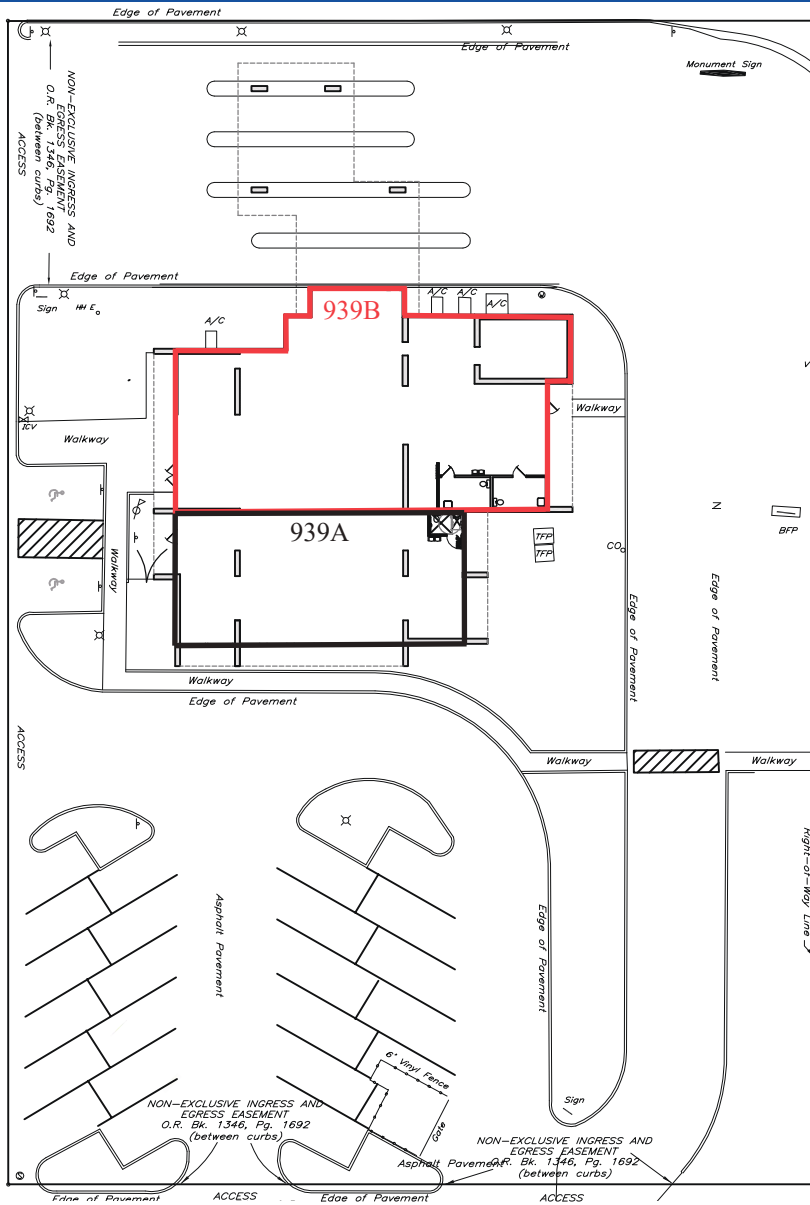 Edge of Pavement
Edge of Pavement
Monument Sign
NON-EXCLUSIVE INGRESS AND
EGRESS EASEMENT
O.R. Bk. 1346, Pg. 1692
(between curbs)
ACCESS
Edge of Pavement
Sign
HH E
A/C
A/C
A/C
A/C
939B
ICV
Walkway
Walkway
939A
Walkway
TFP
TFP
CO
Z
BFP
Edge of Pavement
Edge of Pavement
Walkway
Edge of Pavement
ACCESS
Walkway
Walkway
Right-of-Way Line
Asphalt Pavement
Edge of Pavement
6' Vinyl Fence
Gate
Sign
NON-EXCLUSIVE INGRESS AND
EGRESS EASEMENT
O.R. Bk. 1346, Pg. 1692
(between curbs)
NON-EXCLUSIVE INGRESS AND
EGRESS EASEMENT
Asphalt Pavement
O.R. Bk. 1346, Pg. 1692
(between curbs)
Edge of Pavement
ACCESS
Edge of Pavement
ACCESS